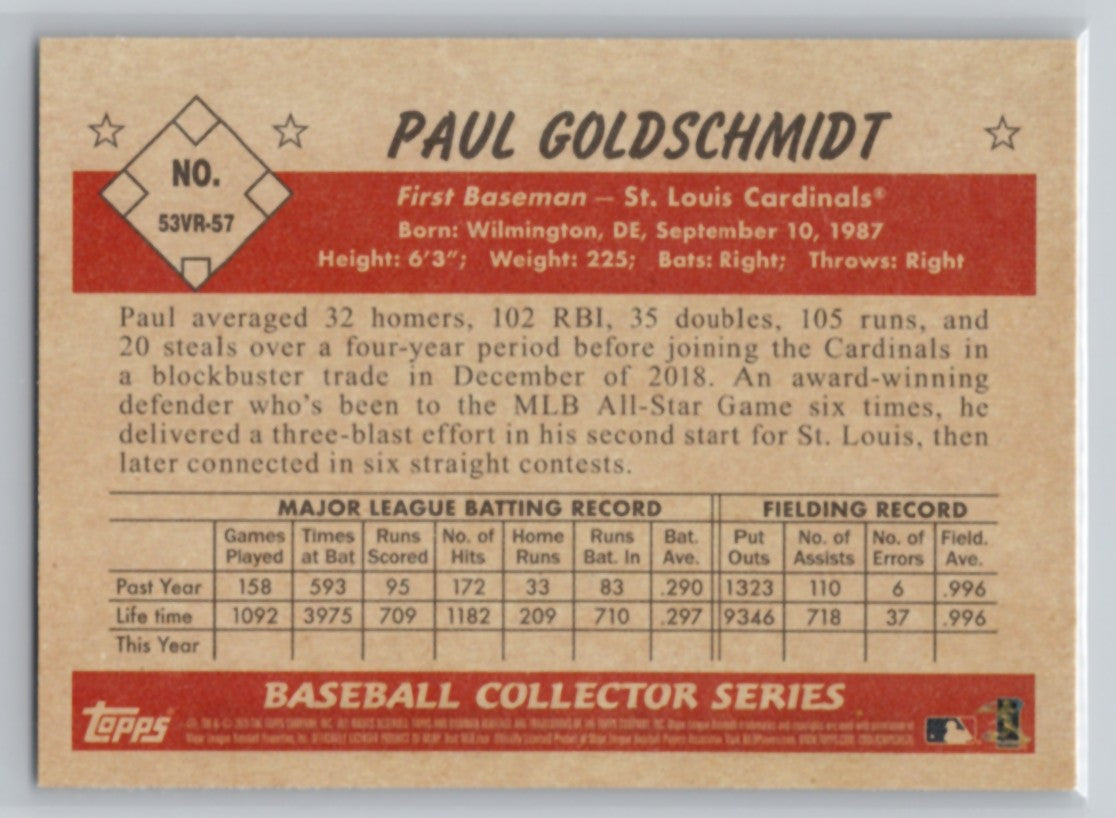 PAUL GOLDSCHMIDT
NO.
53VR-57
First Baseman — St. Louis Cardinals®
Born: Wilmington, DE, September 10, 1987
Height: 6'3"; Weight: 225; Bats: Right; Throws: Right
Paul averaged 32 homers, 102 RBI, 35 doubles, 105 runs, and
20 steals over a four-year period before joining the Cardinals in
a blockbuster trade in December of 2018. An award-winning
defender who's been to the MLB All-Star Game six times, he
delivered a three-blast effort in his second start for St. Louis, then
later connected in six straight contests.
MAJOR LEAGUE BATTING RECORD FIELDING RECORD
Games Times Runs No. of Home Runs Bat. Put No. of No. of Field.
Played at Bat Scored Hits Runs Bat. In Ave. Outs Assists Errors Ave.
Past Year 158 593 95 172 33 83 .290 1323 110 6 .996
Life time 1092 3975 709 1182 209 710 .297 9346 718 37 .996
This Year
BASEBALL COLLECTOR SERIES
TOPPS